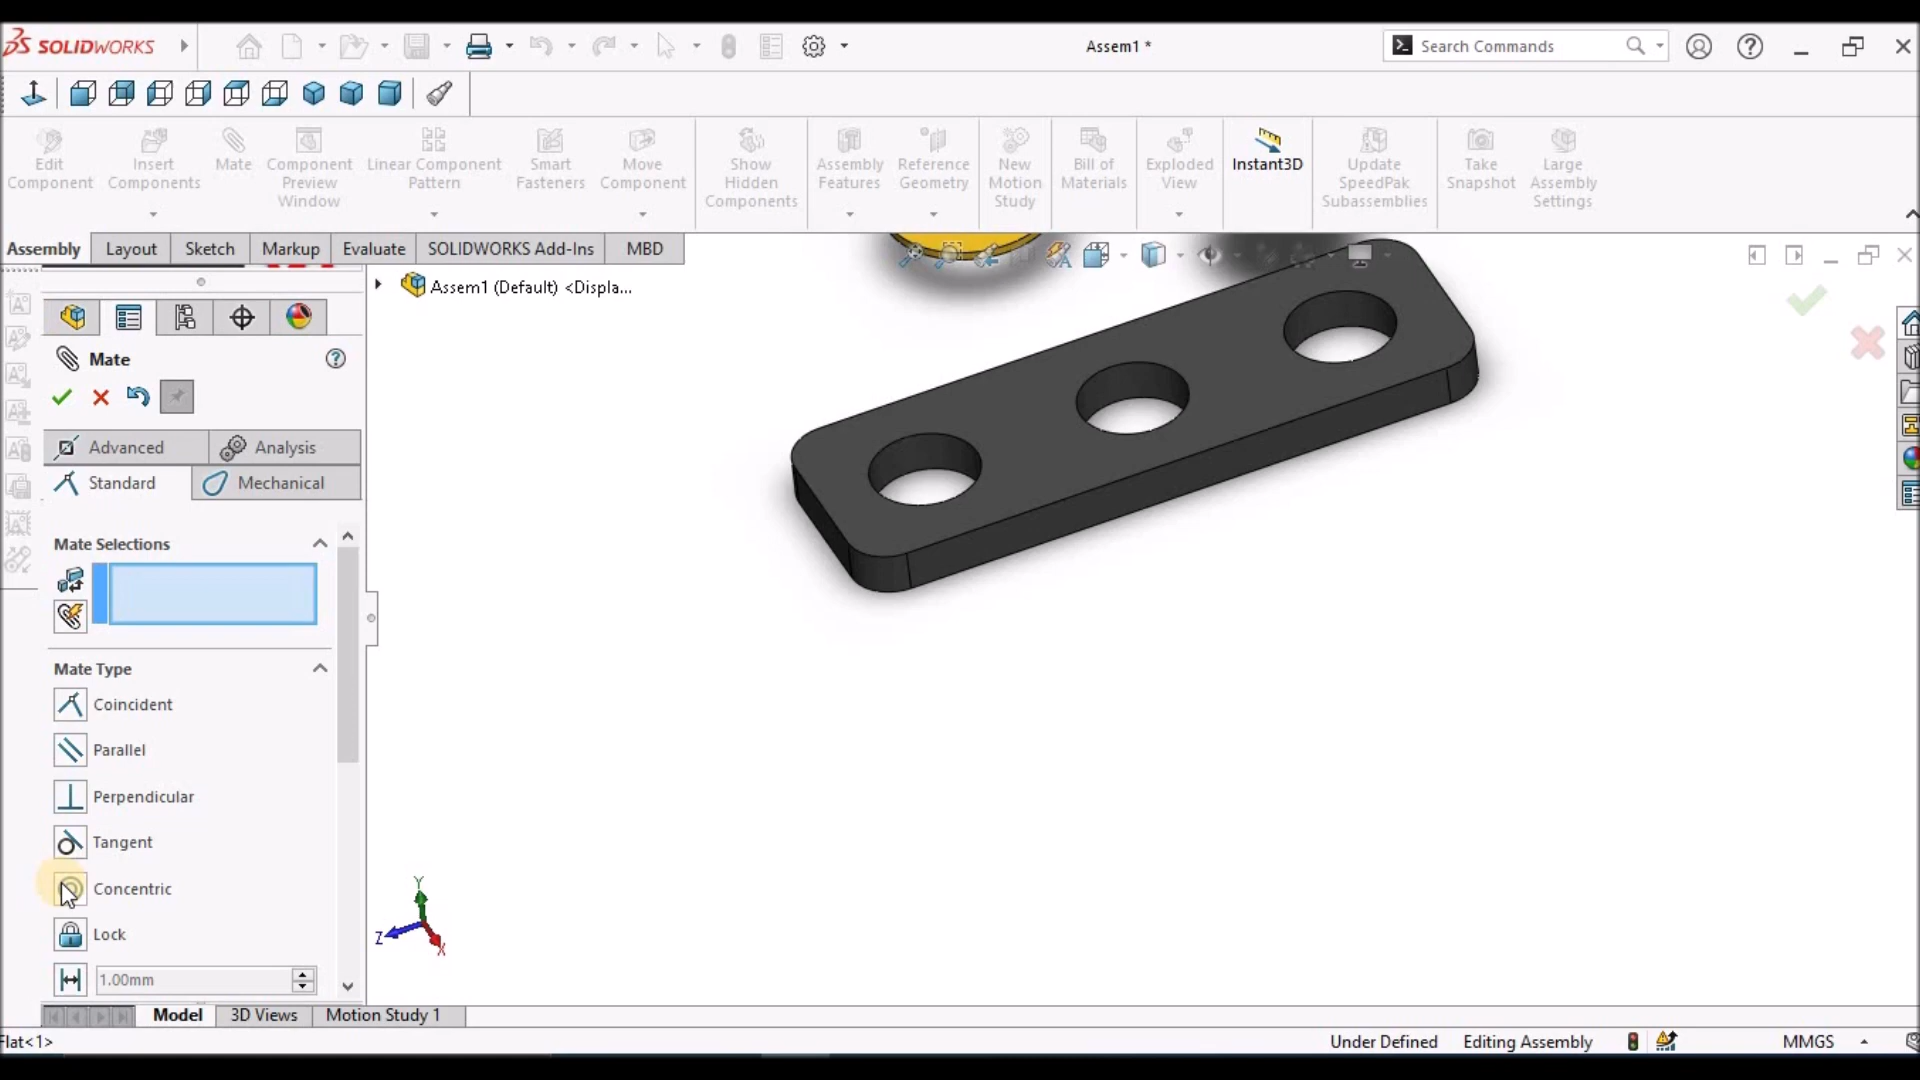 SOLIDWORKS
Assem1 *
Search Commands
Edit Component
Insert Components
Mate
Component Preview Window
Linear Component Pattern
Smart Fasteners
Move Component
Show Hidden Components
Assembly Features
Reference Geometry
New Motion Study
Bill of Materials
Exploded View
Instant3D
Update SpeedPak Subassemblies
Take Snapshot
Large Assembly Settings
Assembly
Layout
Sketch
Markup
Evaluate
SOLIDWORKS Add-Ins
MBD
Assem1 (Default) <Displa...
Mate
Advanced
Analysis
Standard
Mechanical
Mate Selections
Mate Type
Coincident
Parallel
Perpendicular
Tangent
Concentric
Lock
1.00mm
Y
Z
X
Model
3D Views
Motion Study 1
Flat<1>
Under Defined
Editing Assembly
MMGS